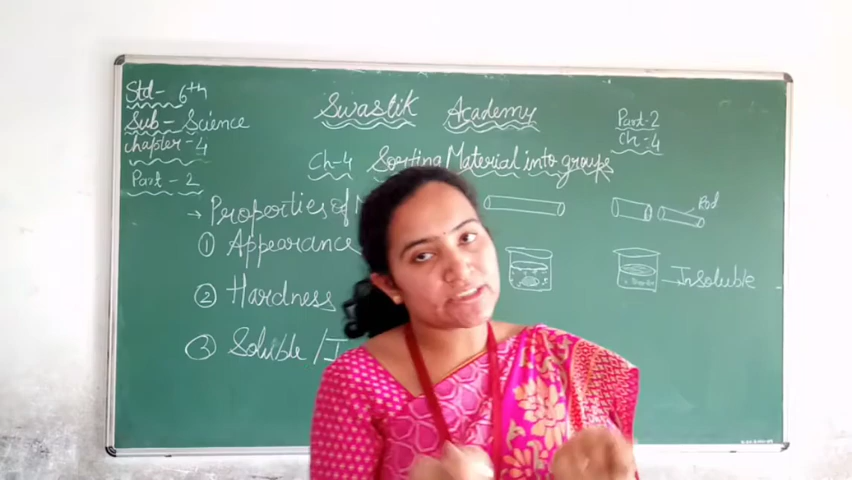 Std- 6th
Sub- Science
chapter-4
Part-2
Swastik Academy
Part-2
Ch-4
Ch-4 Sorting Material into groups
→ Properties of
① Appearance
② Hardness
③ Soluble /I
Rod
Insoluble